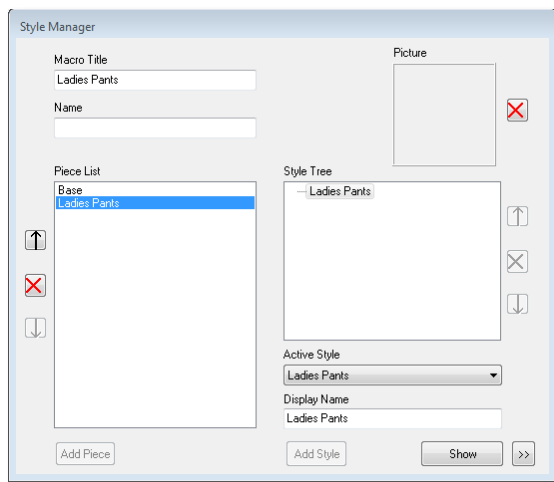 Style Manager
Macro Title
Ladies Pants
Name
Picture
Piece List
Base
Ladies Pants
Style Tree
Ladies Pants
Active Style
Ladies Pants
Display Name
Ladies Pants
Add Piece
Add Style
Show
>>